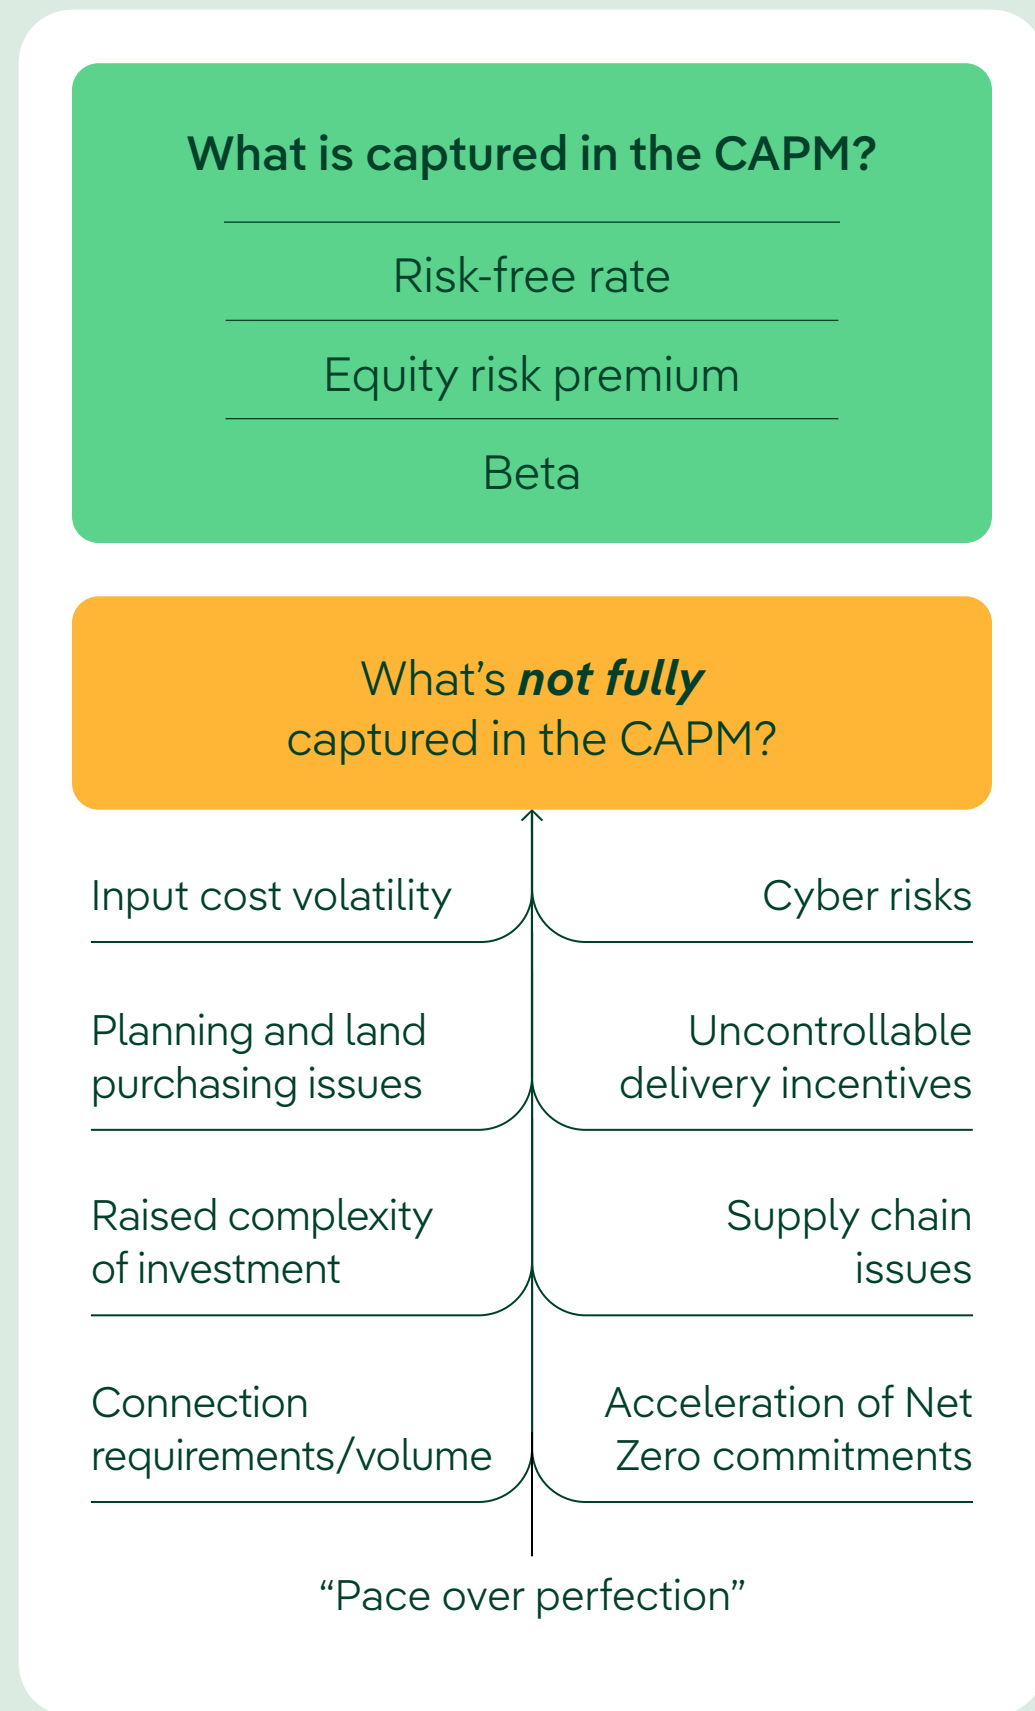 What is captured in the CAPM?
Risk-free rate
Equity risk premium
Beta
What’s not fully
captured in the CAPM?
Input cost volatility
Cyber risks
Planning and land
purchasing issues
Uncontrollable
delivery incentives
Raised complexity
of investment
Supply chain
issues
Connection
requirements/volume
Acceleration of Net
Zero commitments
“Pace over perfection”